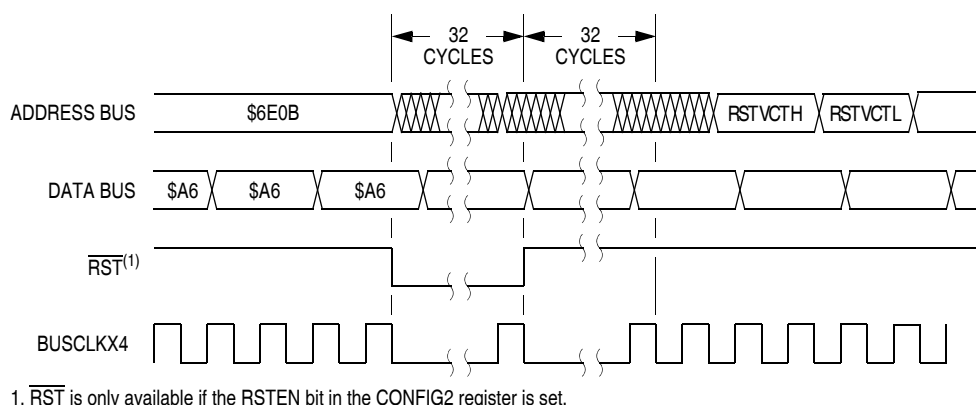 32 CYCLES
32 CYCLES
ADDRESS BUS
$6E0B
RSTVCTH
RSTVCTL
DATA BUS
$A6
$A6
$A6
RST(1)
BUSCLKX4
1. RST is only available if the RSTEN bit in the CONFIG2 register is set.